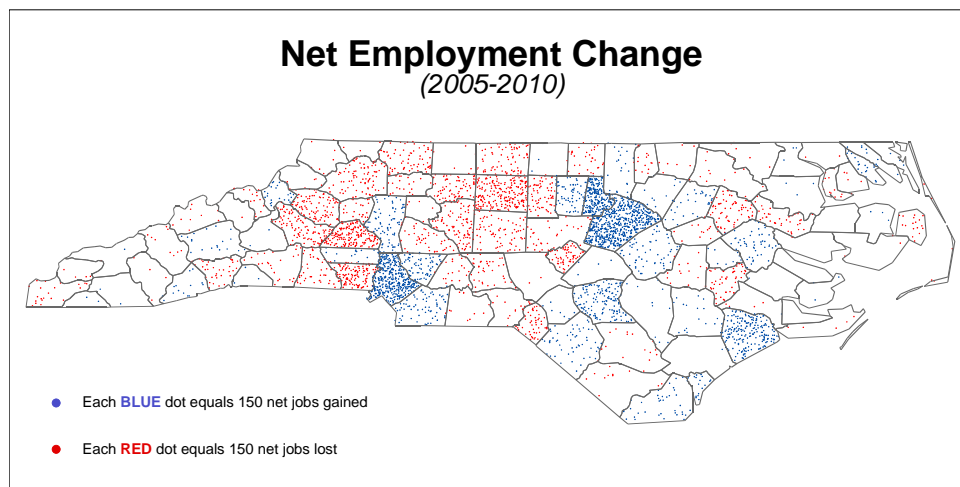 Net Employment Change
(2005-2010)
Each BLUE dot equals 150 net jobs gained
Each RED dot equals 150 net jobs lost